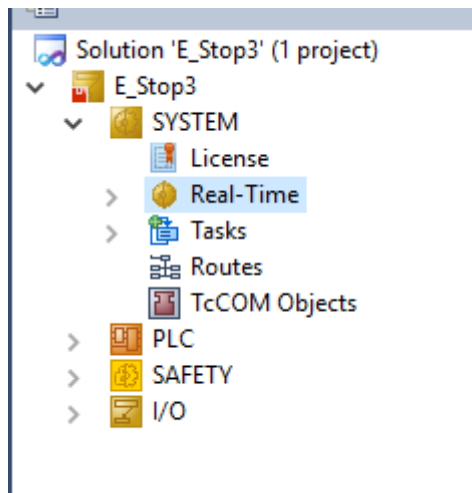 Solution 'E_Stop3' (1 project)
E_Stop3
SYSTEM
License
Real-Time
Tasks
Routes
TcCOM Objects
PLC
SAFETY
I/O